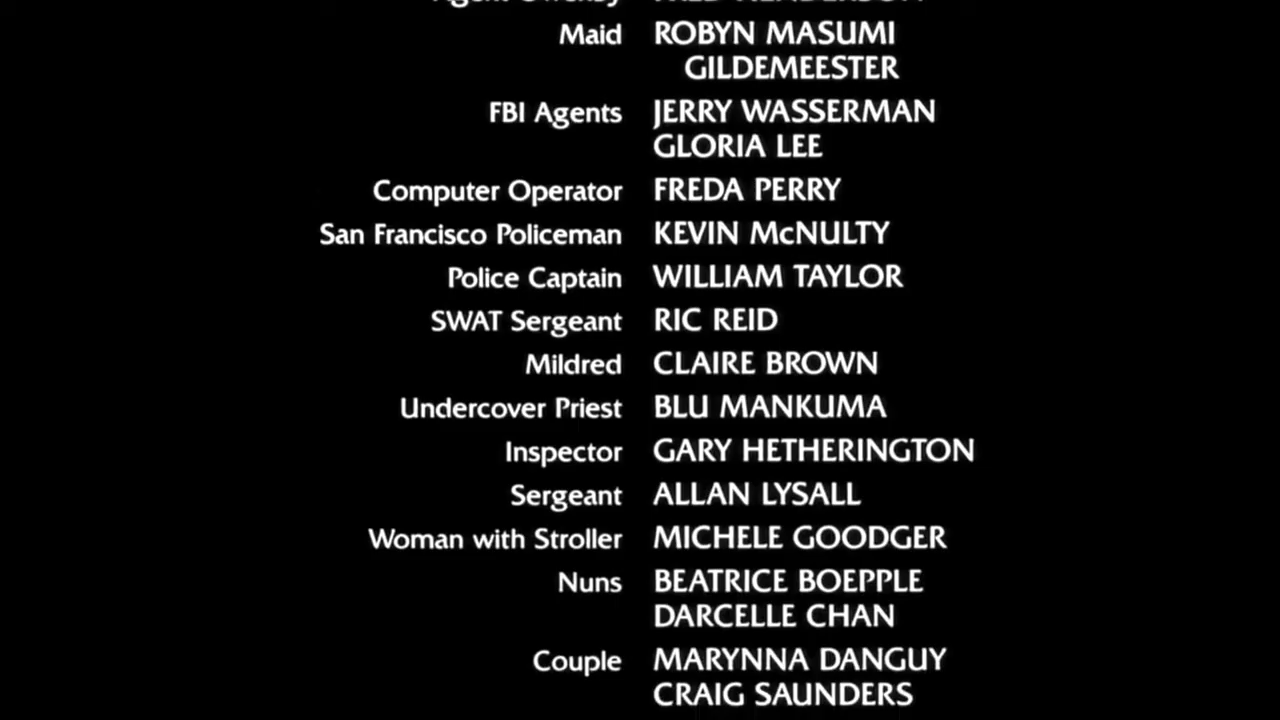 Maid ROBYN MASUMI
GILDEMEESTER
FBI Agents JERRY WASSERMAN
GLORIA LEE
Computer Operator FREDA PERRY
San Francisco Policeman KEVIN McNULTY
Police Captain WILLIAM TAYLOR
SWAT Sergeant RIC REID
Mildred CLAIRE BROWN
Undercover Priest BLU MANKUMA
Inspector GARY HETHERINGTON
Sergeant ALLAN LYSALL
Woman with Stroller MICHELE GOODGER
Nuns BEATRICE BOEPPLE
DARCELLE CHAN
Couple MARYNNA DANGUY
CRAIG SAUNDERS